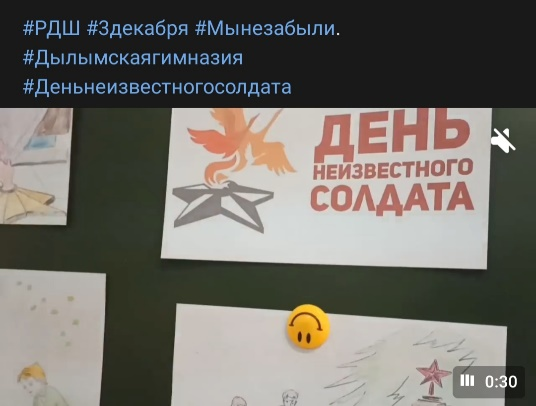 #РДШ #3декабря #Мынезабыли.
#Дылымскаягимназия
#Деньнеизвестногосолдата
ДЕНЬ
НЕИЗВЕСТНОГО
СОЛДАТА
0:30